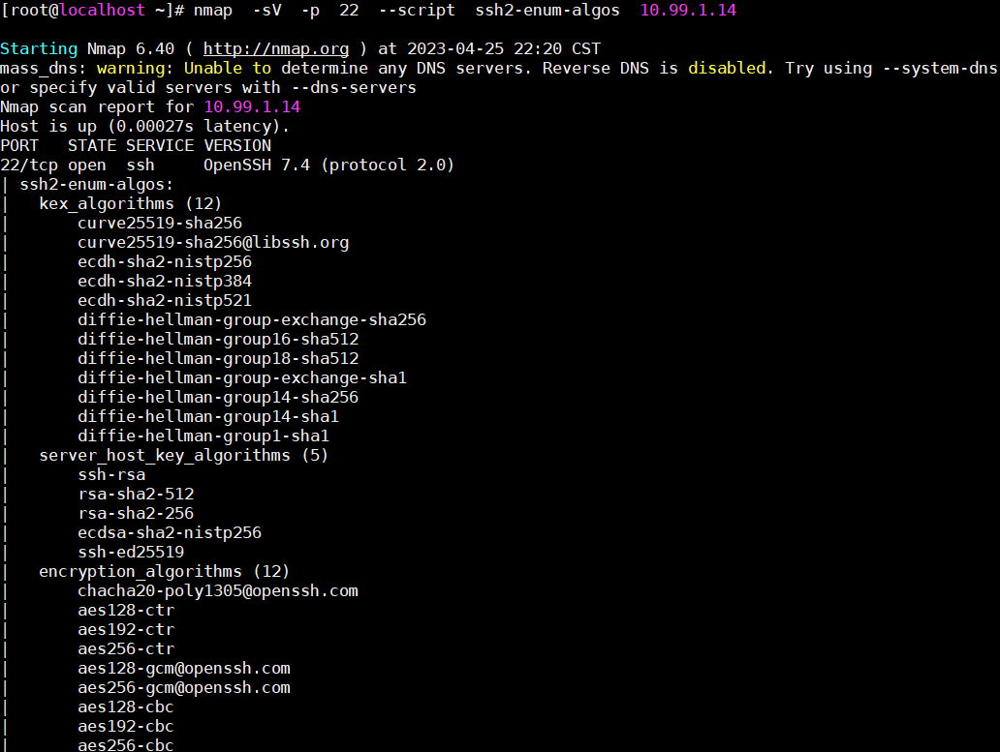 [root@localhost ~]# nmap  -sV  -p  22  --script  ssh2-enum-algos  10.99.1.14
Starting Nmap 6.40 ( http://nmap.org ) at 2023-04-25 22:20 CST
mass_dns: warning: Unable to determine any DNS servers. Reverse DNS is disabled. Try using --system-dns
or specify valid servers with --dns-servers
Nmap scan report for 10.99.1.14
Host is up (0.00027s latency).
PORT   STATE SERVICE VERSION
22/tcp open  ssh     OpenSSH 7.4 (protocol 2.0)
| ssh2-enum-algos:
|   kex_algorithms (12)
|       curve25519-sha256
|       curve25519-sha256@libssh.org
|       ecdh-sha2-nistp256
|       ecdh-sha2-nistp384
|       ecdh-sha2-nistp521
|       diffie-hellman-group-exchange-sha256
|       diffie-hellman-group16-sha512
|       diffie-hellman-group18-sha512
|       diffie-hellman-group-exchange-sha1
|       diffie-hellman-group14-sha256
|       diffie-hellman-group14-sha1
|       diffie-hellman-group1-sha1
|   server_host_key_algorithms (5)
|       ssh-rsa
|       rsa-sha2-512
|       rsa-sha2-256
|       ecdsa-sha2-nistp256
|       ssh-ed25519
|   encryption_algorithms (12)
|       chacha20-poly1305@openssh.com
|       aes128-ctr
|       aes192-ctr
|       aes256-ctr
|       aes128-gcm@openssh.com
|       aes256-gcm@openssh.com
|       aes128-cbc
|       aes192-cbc
|       aes256-cbc